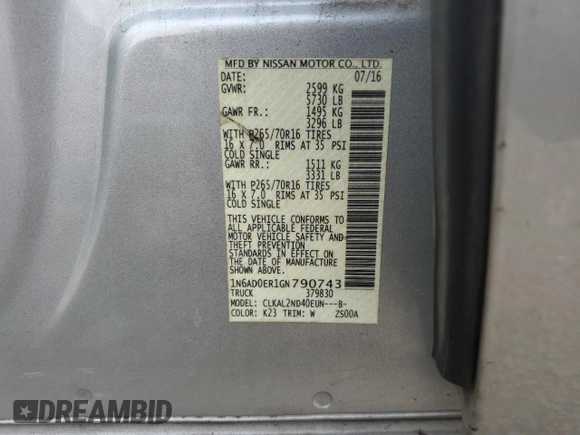 MFD BY NISSAN MOTOR CO., LTD.
DATE: 07/16
GVWR: 2599 KG
5730 LB
GAWR FR.: 1495 KG
3296 LB
WITH P265/70R16 TIRES
16 X 7.0 RIMS AT 35 PSI
COLD SINGLE
GAWR RR.: 1511 KG
3331 LB
WITH P265/70R16 TIRES
16 X 7.0 RIMS AT 35 PSI
COLD SINGLE
THIS VEHICLE CONFORMS TO
ALL APPLICABLE FEDERAL
MOTOR VEHICLE SAFETY AND
THEFT PREVENTION
STANDARDS IN EFFECT ON
THE DATE OF MANUFACTURE
SHOWN ABOVE.
1N6AD0ER1GN790743
TRUCK 379830
MODEL: CLKAL2ND40EUN---B-
COLOR: K23 TRIM: W ZS00A
DREAMBID